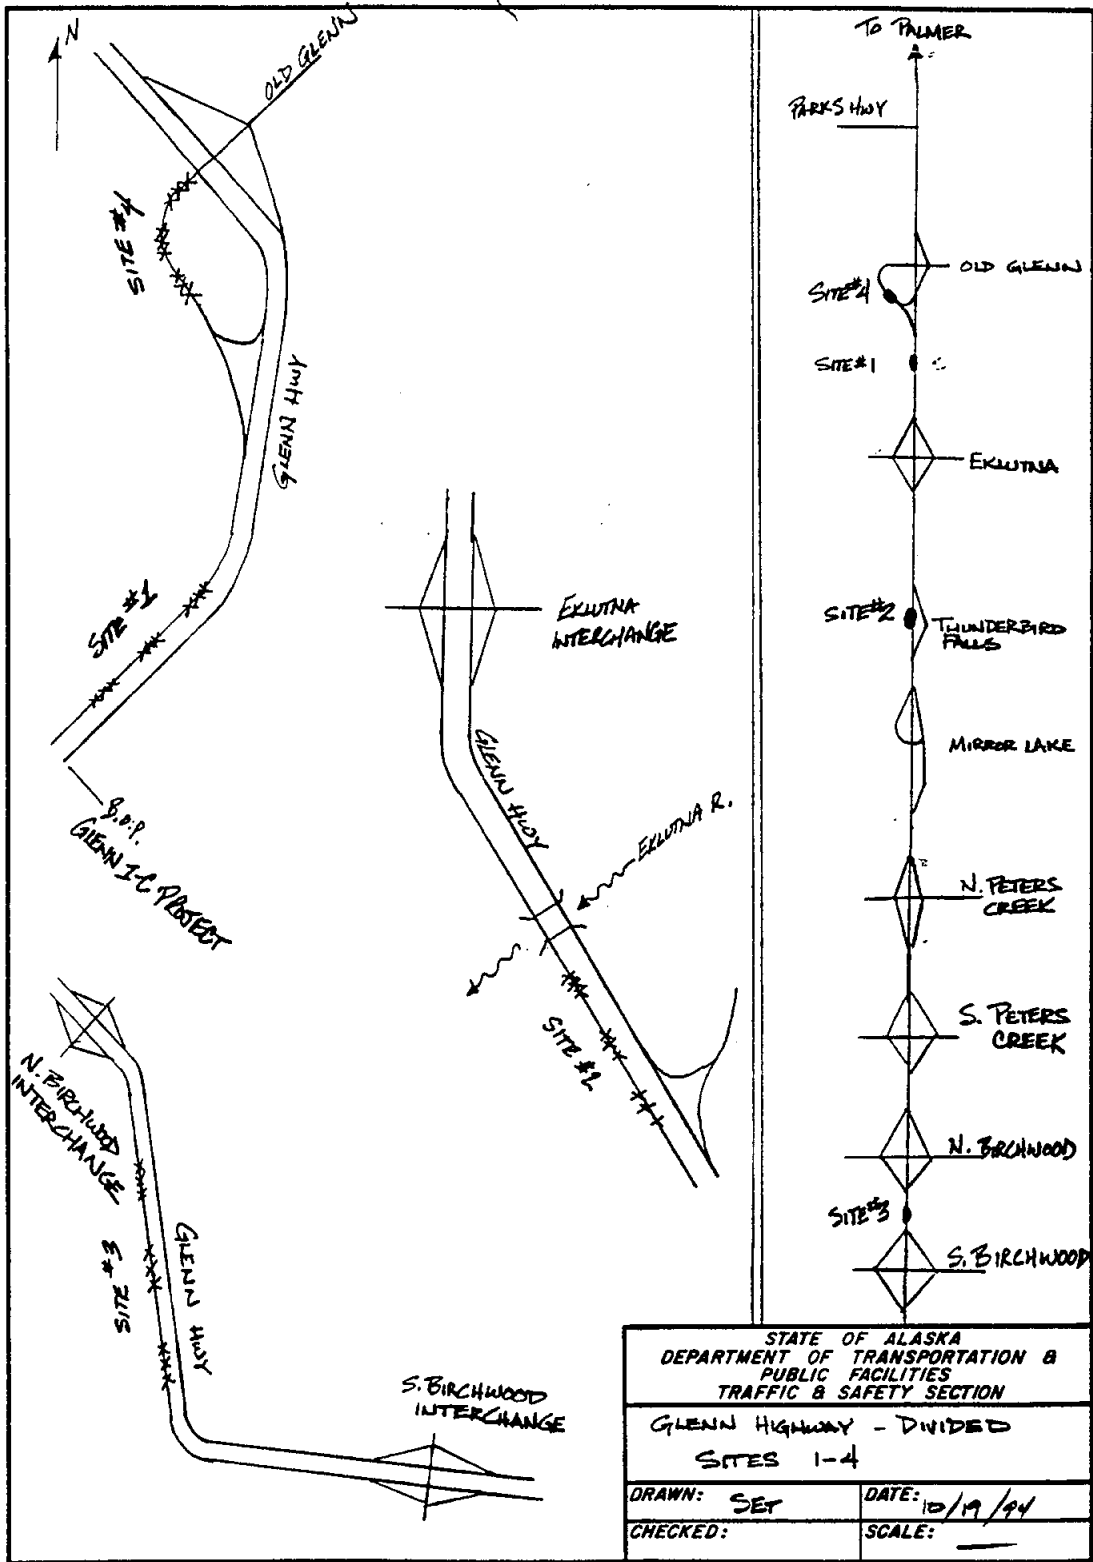 N
OLD GLENN
SITE #4
GLENN HWY
SITE #1
B.O.P.
GLENN I-C PROJECT
EKLUTNA
INTERCHANGE
GLENN HWY
EKLUTNA R.
SITE #2
N. BIRCHWOOD
INTERCHANGE
SITE #3
GLENN HWY
S. BIRCHWOOD
INTERCHANGE
TO PALMER
PARKS HWY
OLD GLENN
SITE #4
SITE #1
EKLUTNA
SITE #2
THUNDERBIRD
FALLS
MIRROR LAKE
N. PETERS
CREEK
S. PETERS
CREEK
N. BIRCHWOOD
SITE #3
S. BIRCHWOOD
STATE OF ALASKA
DEPARTMENT OF TRANSPORTATION &
PUBLIC FACILITIES
TRAFFIC & SAFETY SECTION
GLENN HIGHWAY - DIVIDED
SITES 1-4
DRAWN: SET
DATE: 10/19/94
CHECKED:
SCALE: —